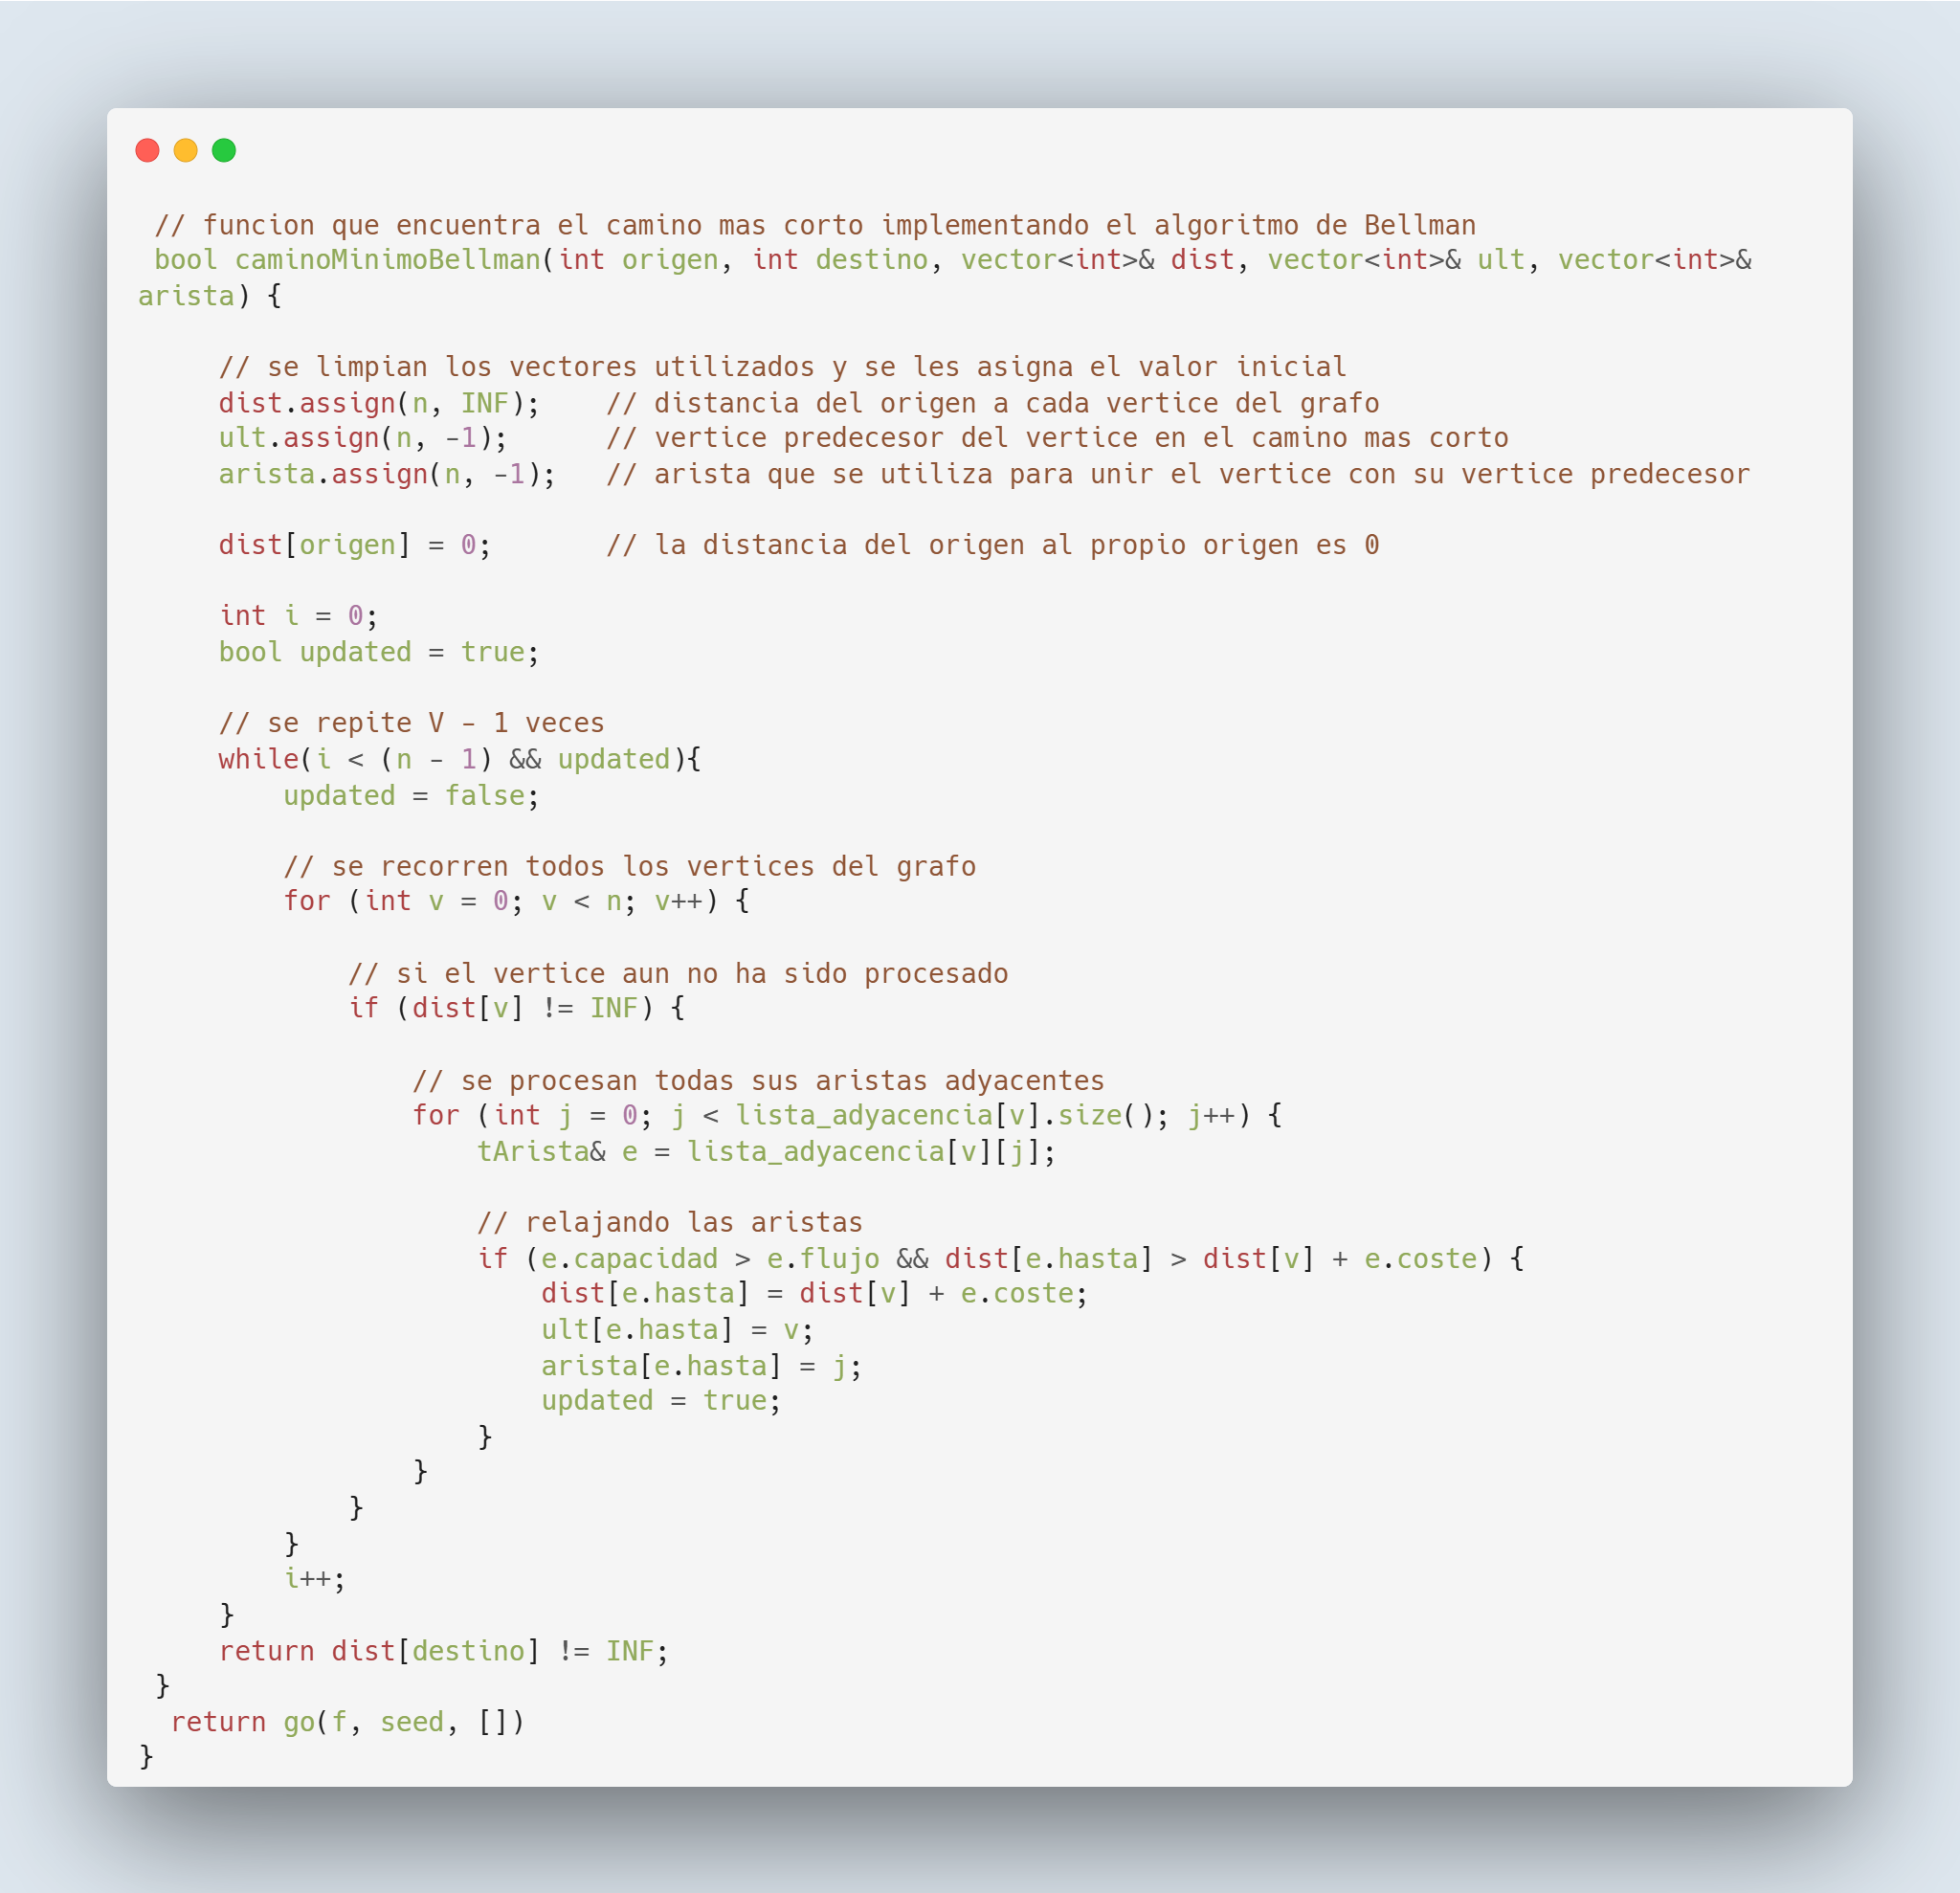 // funcion que encuentra el camino mas corto implementando el algoritmo de Bellman
bool caminoMinimoBellman(int origen, int destino, vector<int>& dist, vector<int>& ult, vector<int>&
arista) {
// se limpian los vectores utilizados y se les asigna el valor inicial
dist.assign(n, INF);    // distancia del origen a cada vertice del grafo
ult.assign(n, -1);      // vertice predecesor del vertice en el camino mas corto
arista.assign(n, -1);   // arista que se utiliza para unir el vertice con su vertice predecesor
dist[origen] = 0;       // la distancia del origen al propio origen es 0
int i = 0;
bool updated = true;
// se repite V - 1 veces
while(i < (n - 1) && updated){
updated = false;
// se recorren todos los vertices del grafo
for (int v = 0; v < n; v++) {
// si el vertice aun no ha sido procesado
if (dist[v] != INF) {
// se procesan todas sus aristas adyacentes
for (int j = 0; j < lista_adyacencia[v].size(); j++) {
tArista& e = lista_adyacencia[v][j];
// relajando las aristas
if (e.capacidad > e.flujo && dist[e.hasta] > dist[v] + e.coste) {
dist[e.hasta] = dist[v] + e.coste;
ult[e.hasta] = v;
arista[e.hasta] = j;
updated = true;
}
}
}
}
i++;
}
return dist[destino] != INF;
}
return go(f, seed, [])
}